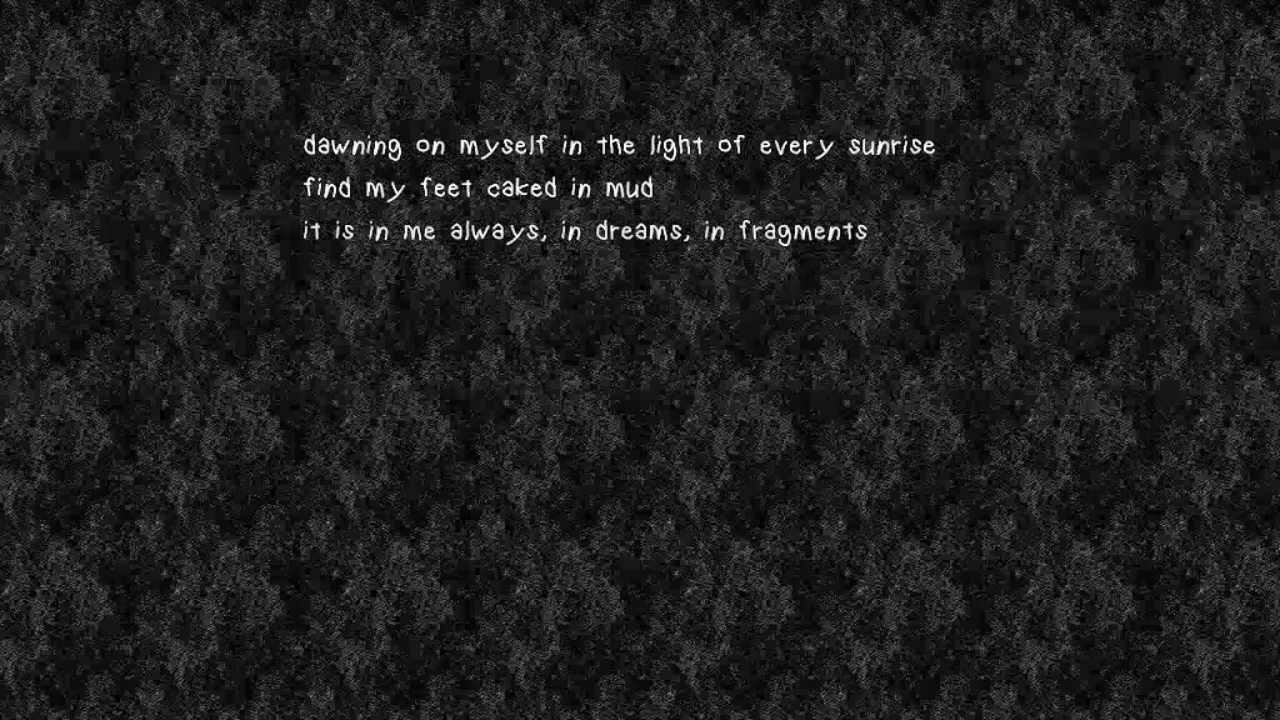 dawning on myself in the light of every sunrise
find my feet caked in mud
it is in me always, in dreams, in fragments